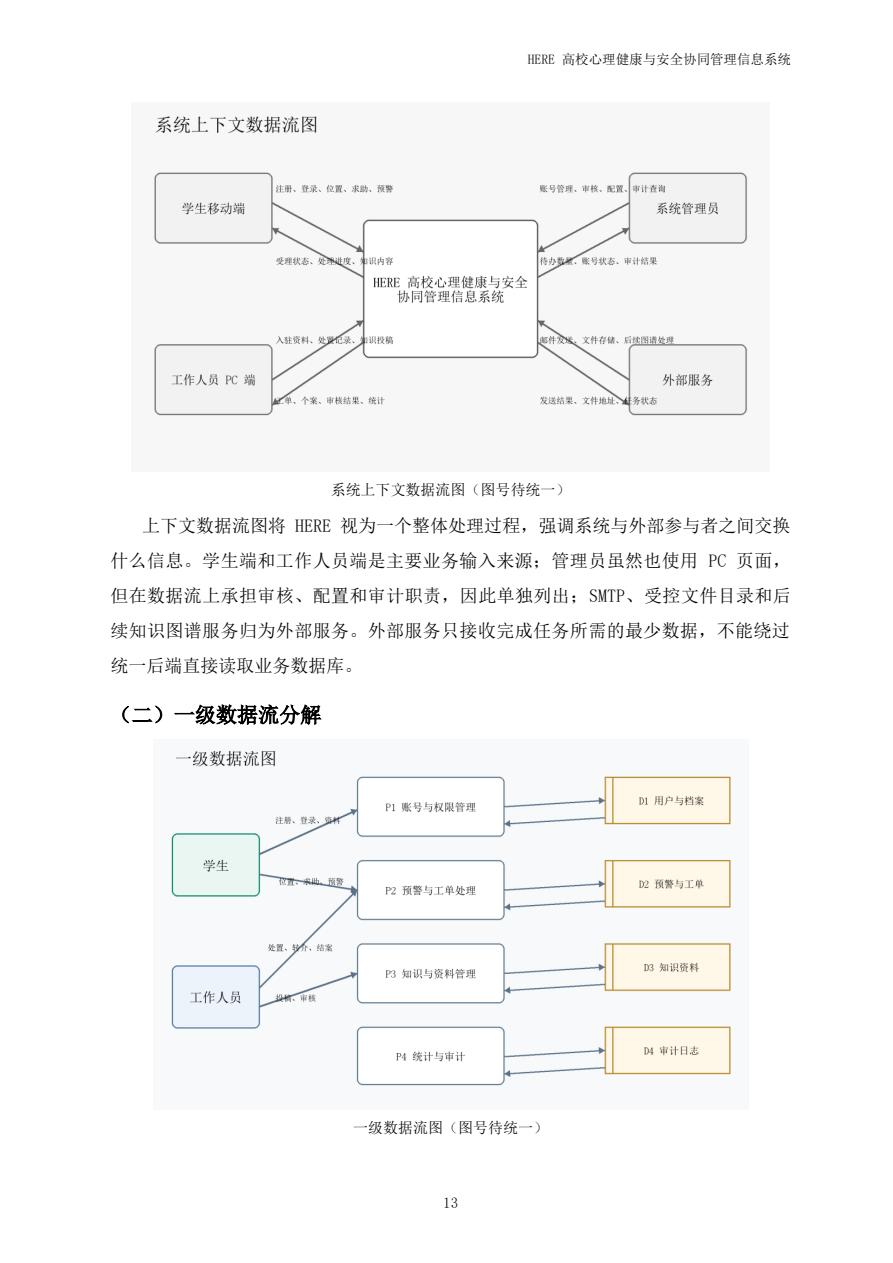 HERE 高校心理健康与安全协同管理信息系统
系统上下文数据流图
注册、登录、位置、求助、预警
账号管理、审核、配置、审计查询
学生移动端
系统管理员
受理状态、处理进度、知识内容
待办数量、账号状态、审计结果
HERE 高校心理健康与安全
协同管理信息系统
入驻资料、处置记录、知识投稿
邮件发送、文件存储、后续图谱处理
工作人员 PC 端
外部服务
工单、个案、审核结果、统计
发送结果、文件地址、任务状态
系统上下文数据流图（图号待统一）
上下文数据流图将 HERE 视为一个整体处理过程，强调系统与外部参与者之间交换
什么信息。学生端和工作人员端是主要业务输入来源；管理员虽然也使用 PC 页面，
但在数据流上承担审核、配置和审计职责，因此单独列出；SMTP、受控文件目录和后
续知识图谱服务归为外部服务。外部服务只接收完成任务所需的最少数据，不能绕过
统一后端直接读取业务数据库。
（二）一级数据流分解
一级数据流图
P1 账号与权限管理
D1 用户与档案
注册、登录、资料
学生
位置、求助、预警
P2 预警与工单处理
D2 预警与工单
处置、转介、结案
P3 知识与资料管理
D3 知识资料
工作人员
投稿、审核
P4 统计与审计
D4 审计日志
一级数据流图（图号待统一）
13